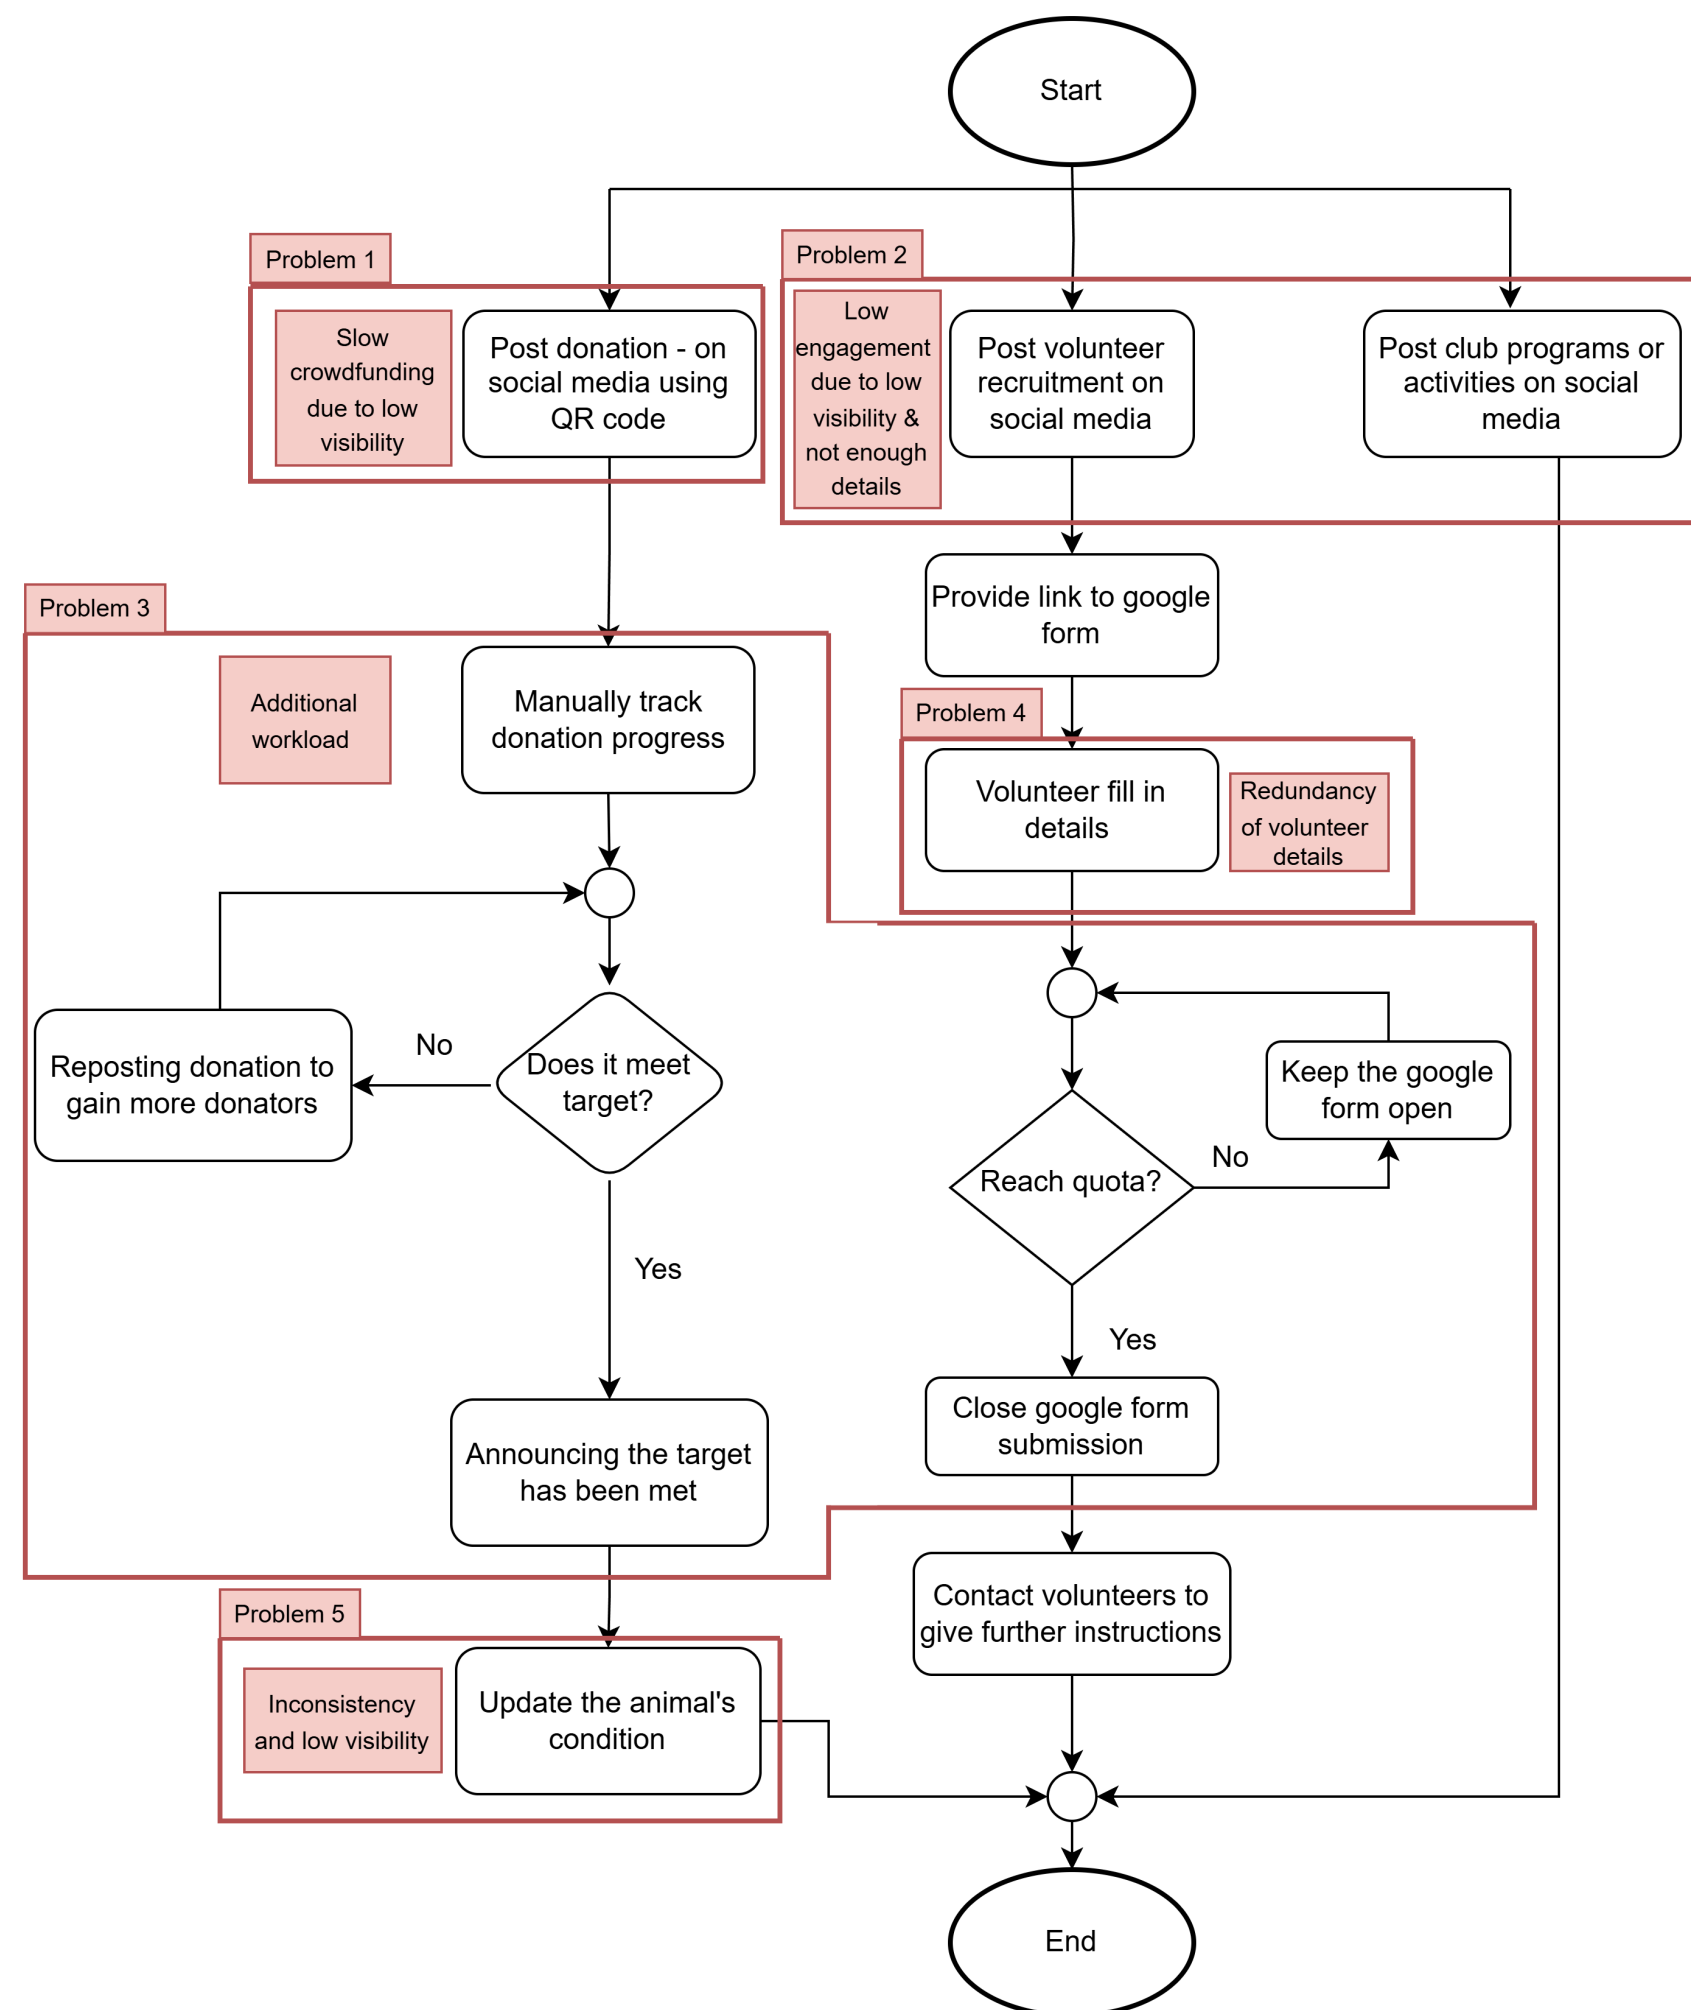 Start
Problem 1
Slow
crowdfunding
due to low
visibility
Post donation - on
social media using
QR code
Problem 2
Low
engagement
due to low
visibility &
not enough
details
Post volunteer
recruitment on
social media
Post club programs or
activities on social
media
Provide link to google
form
Problem 3
Additional
workload
Manually track
donation progress
Problem 4
Volunteer fill in
details
Redundancy
of volunteer
details
Reposting donation to
gain more donators
No
Does it meet
target?
Yes
Keep the google
form open
No
Reach quota?
Yes
Announcing the target
has been met
Close google form
submission
Contact volunteers to
give further instructions
Problem 5
Inconsistency
and low visibility
Update the animal's
condition
End